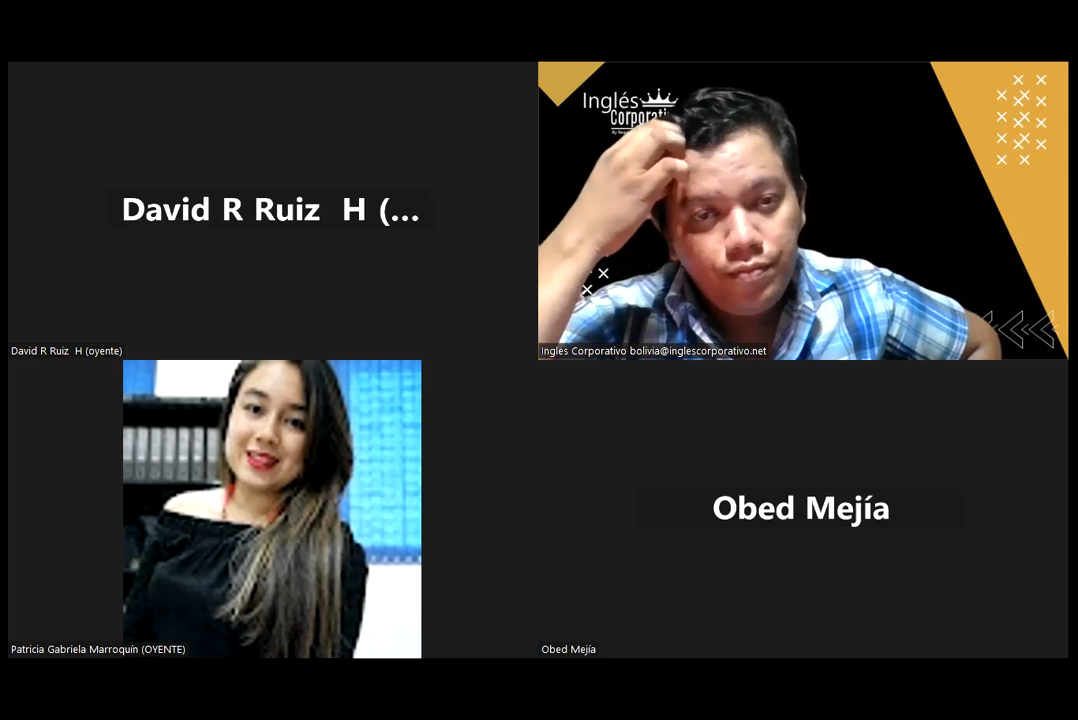 David R Ruiz  H (...
David R Ruiz  H (oyente)
Inglés
Ingles Corporativo bolivia@inglescorporativo.net
Patricia Gabriela Marroquín (OYENTE)
Obed Mejía
Obed Mejía